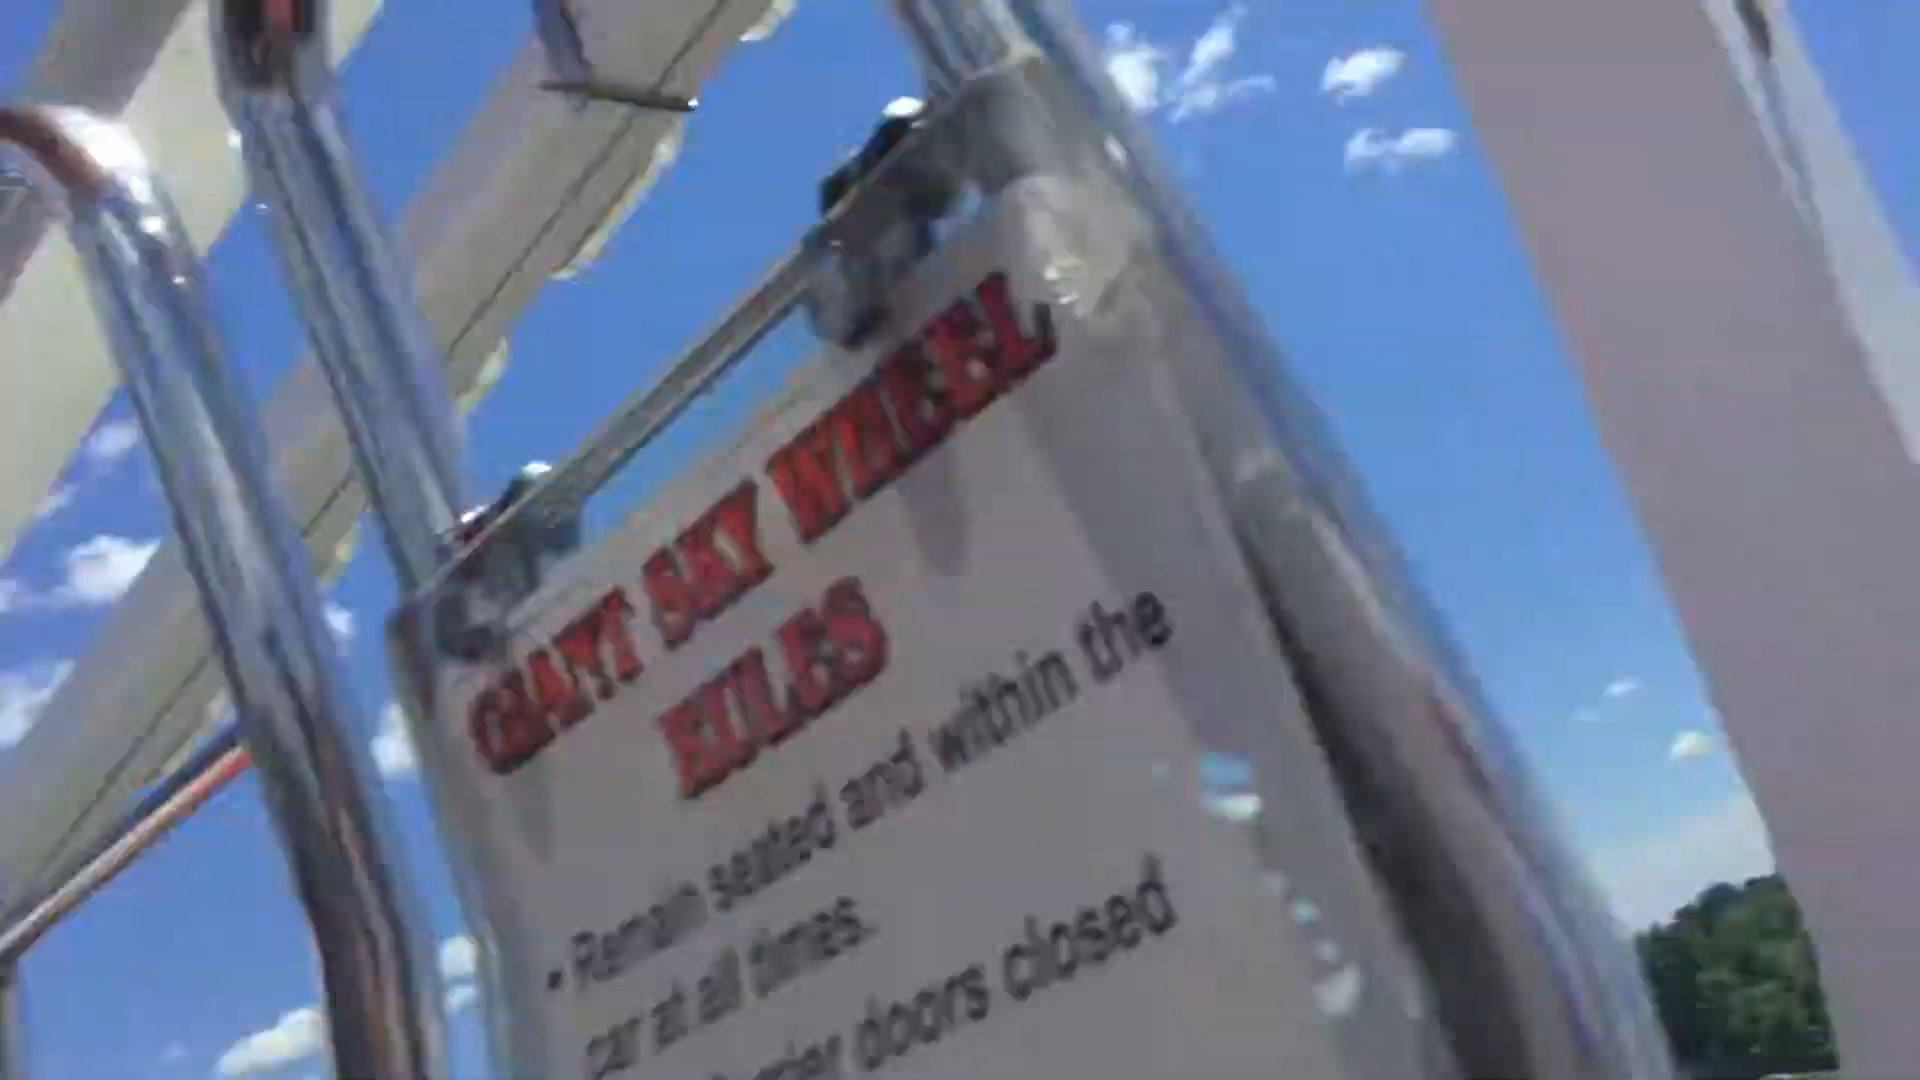 GIANT SKY WHEEL
RULES
• Remain seated and within the
car at all times.
doors closed